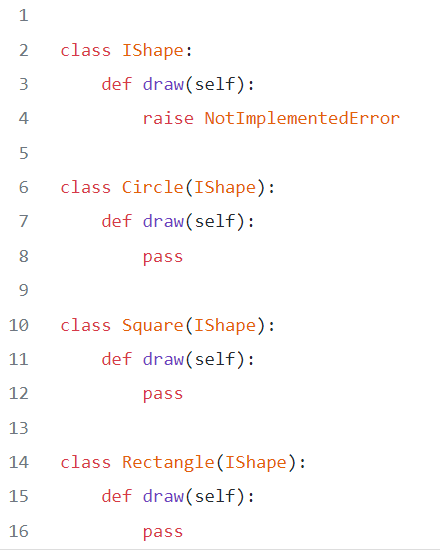 1
2 class IShape:
3     def draw(self):
4         raise NotImplementedError
5
6 class Circle(IShape):
7     def draw(self):
8         pass
9
10 class Square(IShape):
11     def draw(self):
12         pass
13
14 class Rectangle(IShape):
15     def draw(self):
16         pass